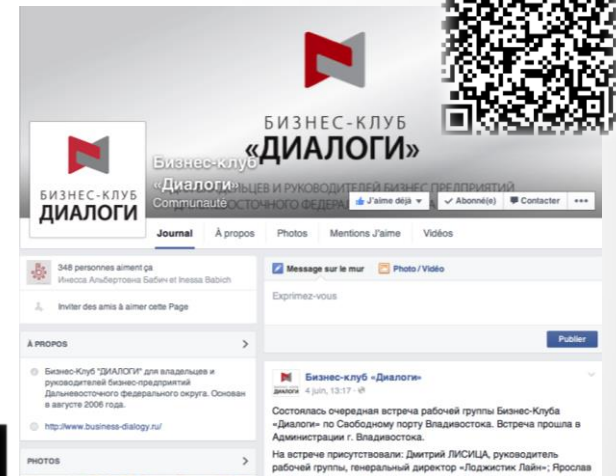 БИЗНЕС-КЛУБ
«ДИАЛОГИ»
БИЗНЕС-КЛУБ
ДИАЛОГИ
Бизнес-клуб
«Диалоги»
Communauté
ЛЬЦЕВ И РУКОВОДИТЕЛЕЙ БИЗНЕС ПРЕДПРИЯТИЙ
J'aime déjà
Abonné(e)
Contacter
Journal
À propos
Photos
Mentions J'aime
Vidéos
348 personnes aiment ça
Инесса Альбертовна Бабич et Inessa Babich
Inviter des amis à aimer cette Page
À PROPOS
Бизнес-Клуб "ДИАЛОГИ" для владельцев и
руководителей бизнес-предприятий
Дальневосточного федерального округа. Основан
в августе 2006 года.
http://www.business-dialogy.ru/
PHOTOS
Message sur le mur
Photo / Vidéo
Exprimez-vous
Publier
Бизнес-клуб «Диалоги»
4 juin, 13:17
Состоялась очередная встреча рабочей группы Бизнес-Клуба
«Диалоги» по Свободному порту Владивостока. Встреча прошла в
Администрации г. Владивостока.
На встрече присутствовали: Дмитрий ЛИСИЦА, руководитель
рабочей группы, генеральный директор «Лоджистик Лайн»; Ярослав